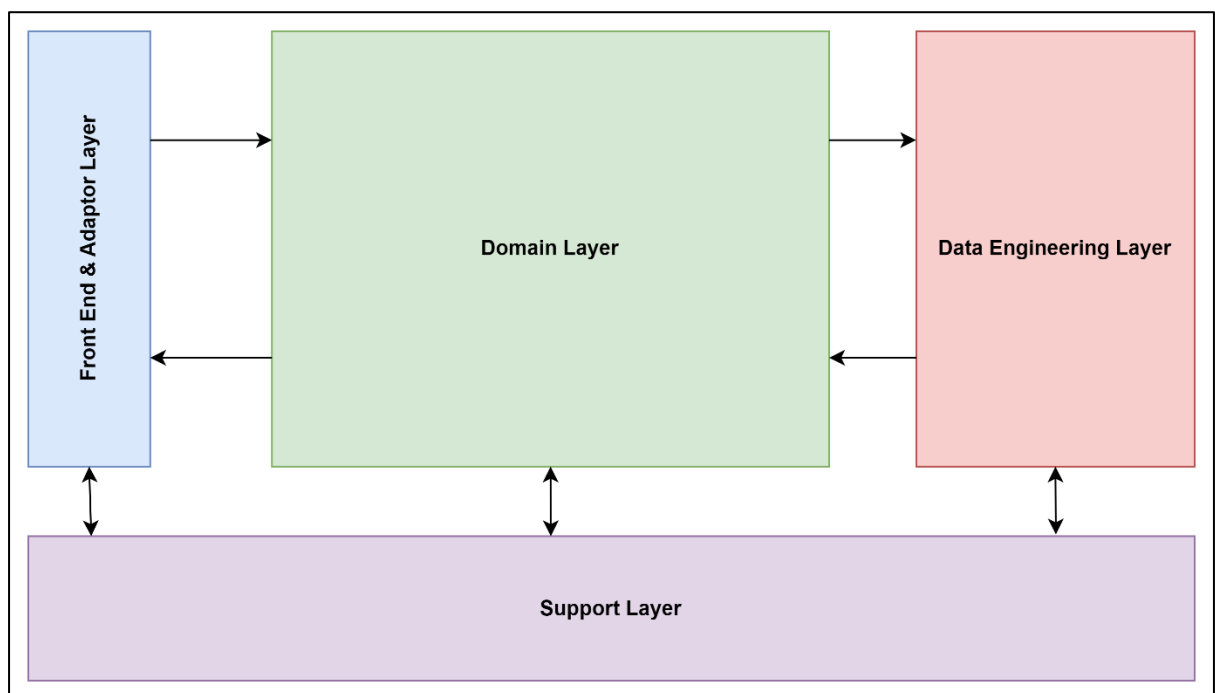 Front End & Adaptor Layer
Domain Layer
Data Engineering Layer
Support Layer